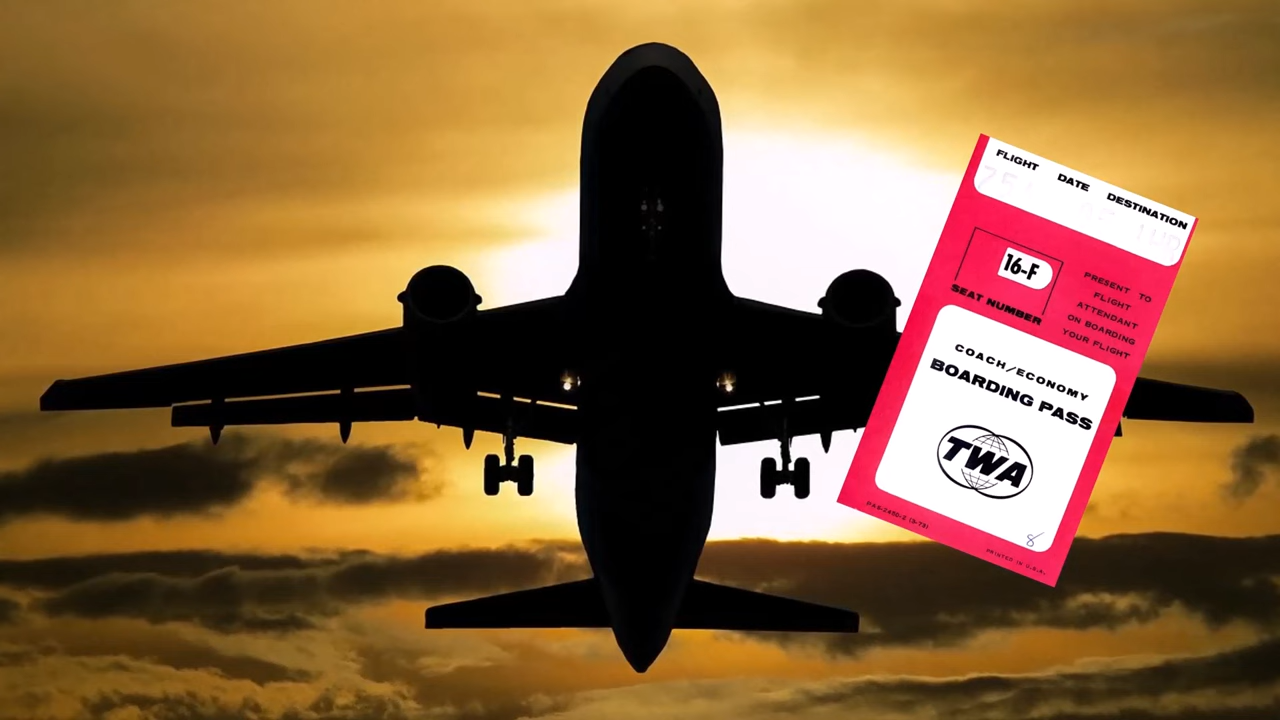 FLIGHT DATE DESTINATION
16-F
SEAT NUMBER
PRESENT TO
FLIGHT
ATTENDANT
ON BOARDING
YOUR FLIGHT
COACH/ECONOMY
BOARDING PASS
TWA
8
PRINTED IN U.S.A.